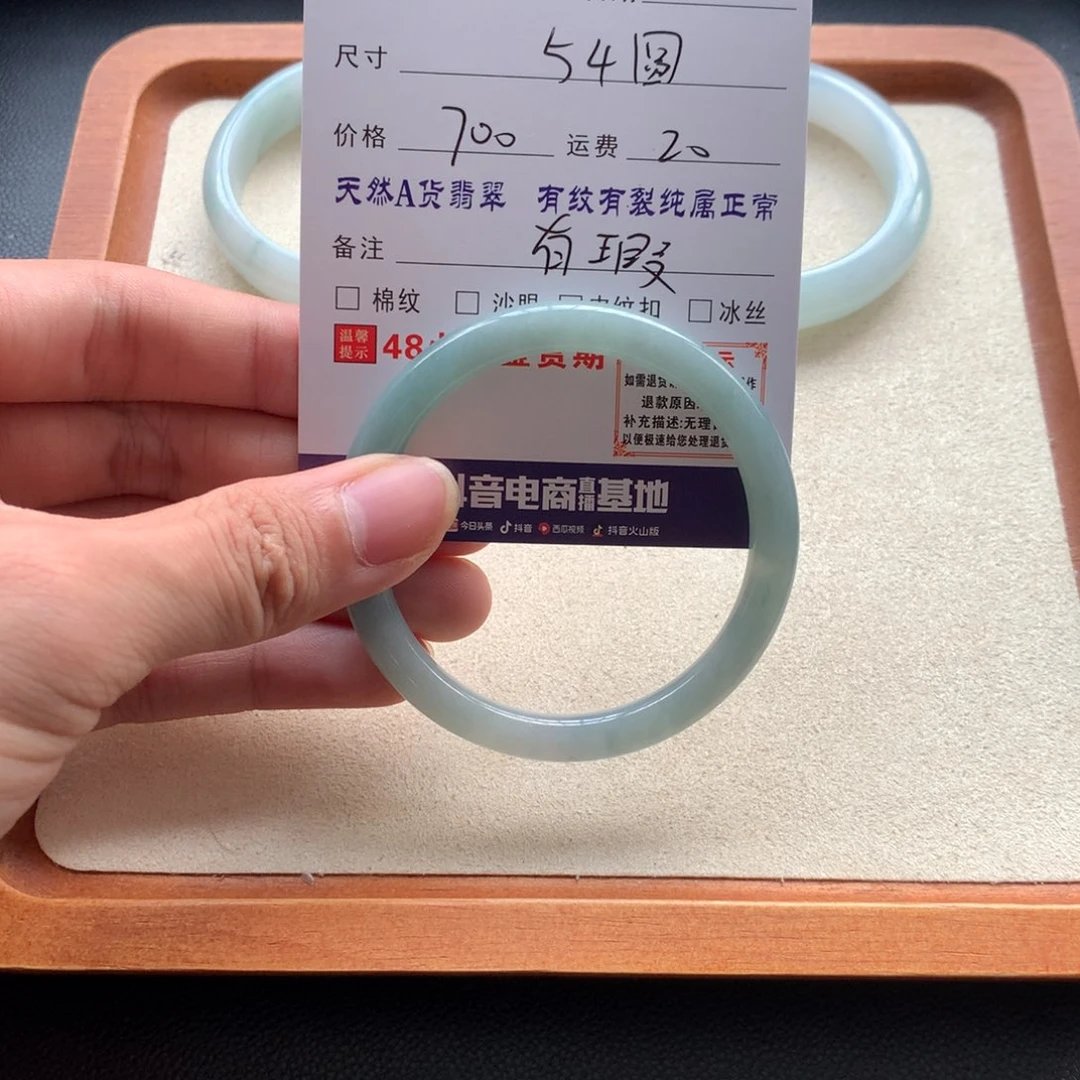 尺寸 54圆
价格 700 运费 20
天然A货翡翠 有纹有裂纯属正常
备注 有瑕
棉纹 冰丝
温馨提示 48
如需退货
退款原因
补充描述:无理
以便极速给您处理退货
音电商直播基地
今日头条 抖音 西瓜视频 抖音火山版